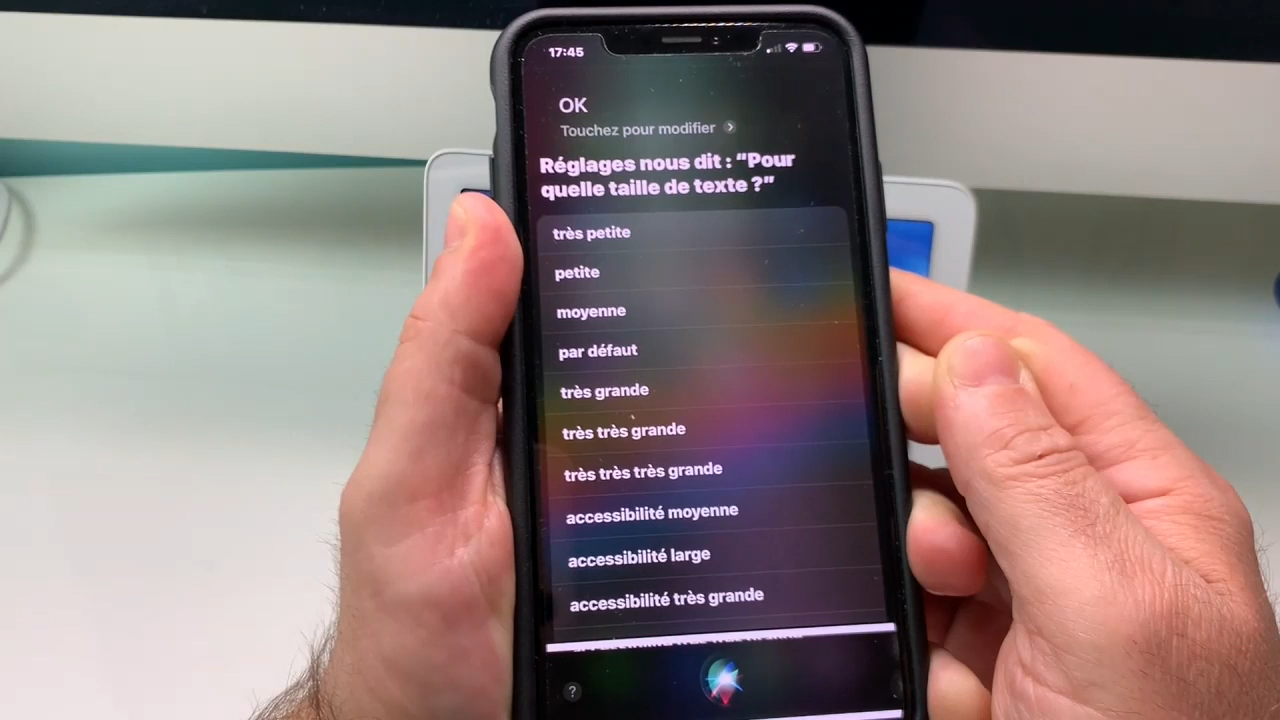 17:45
OK
Touchez pour modifier
Réglages nous dit : “Pour
quelle taille de texte ?”
très petite
petite
moyenne
par défaut
très grande
très très grande
très très très grande
accessibilité moyenne
accessibilité large
accessibilité très grande
?